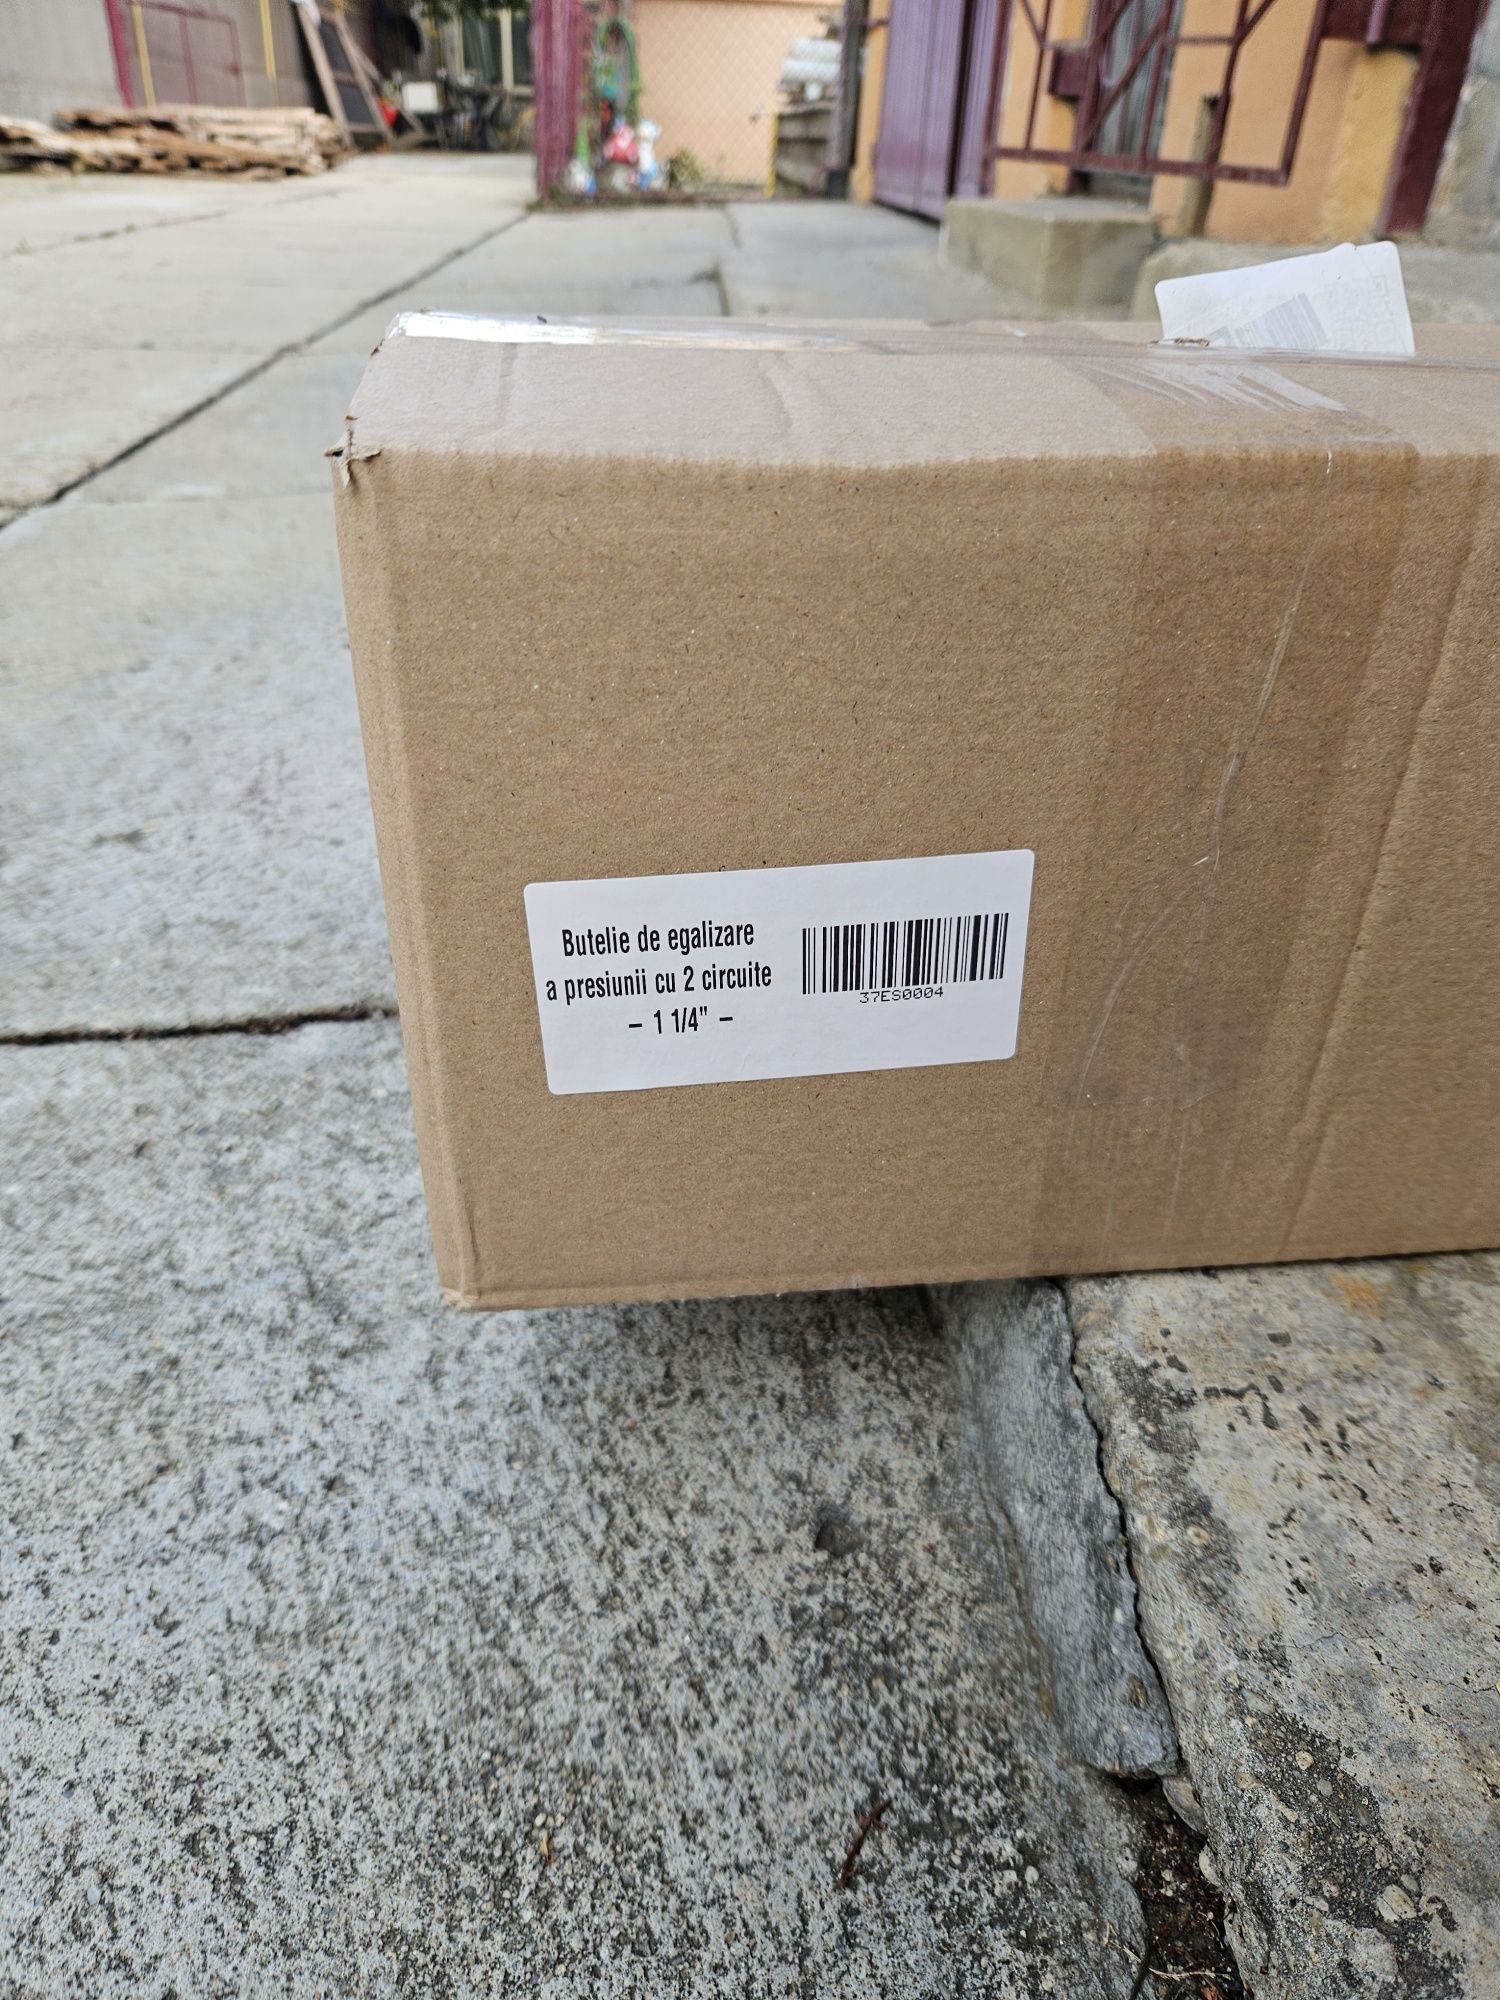 Butelie de egalizare
a presiunii cu 2 circuite
– 1 1/4" –
37ES0004